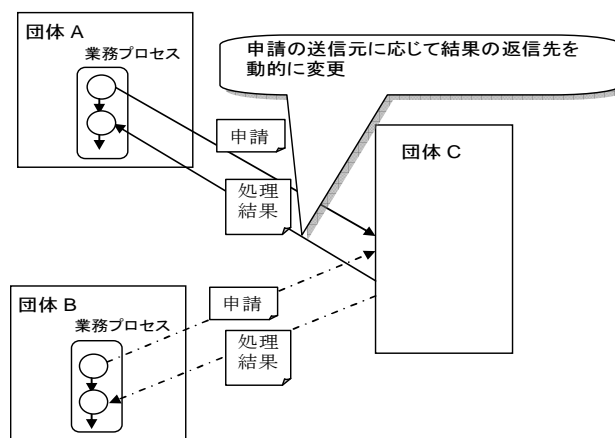 団体 A
業務プロセス
申請の送信元に応じて結果の返信先を
動的に変更
申請
処理
結果
団体 C
団体 B
業務プロセス
申請
処理
結果